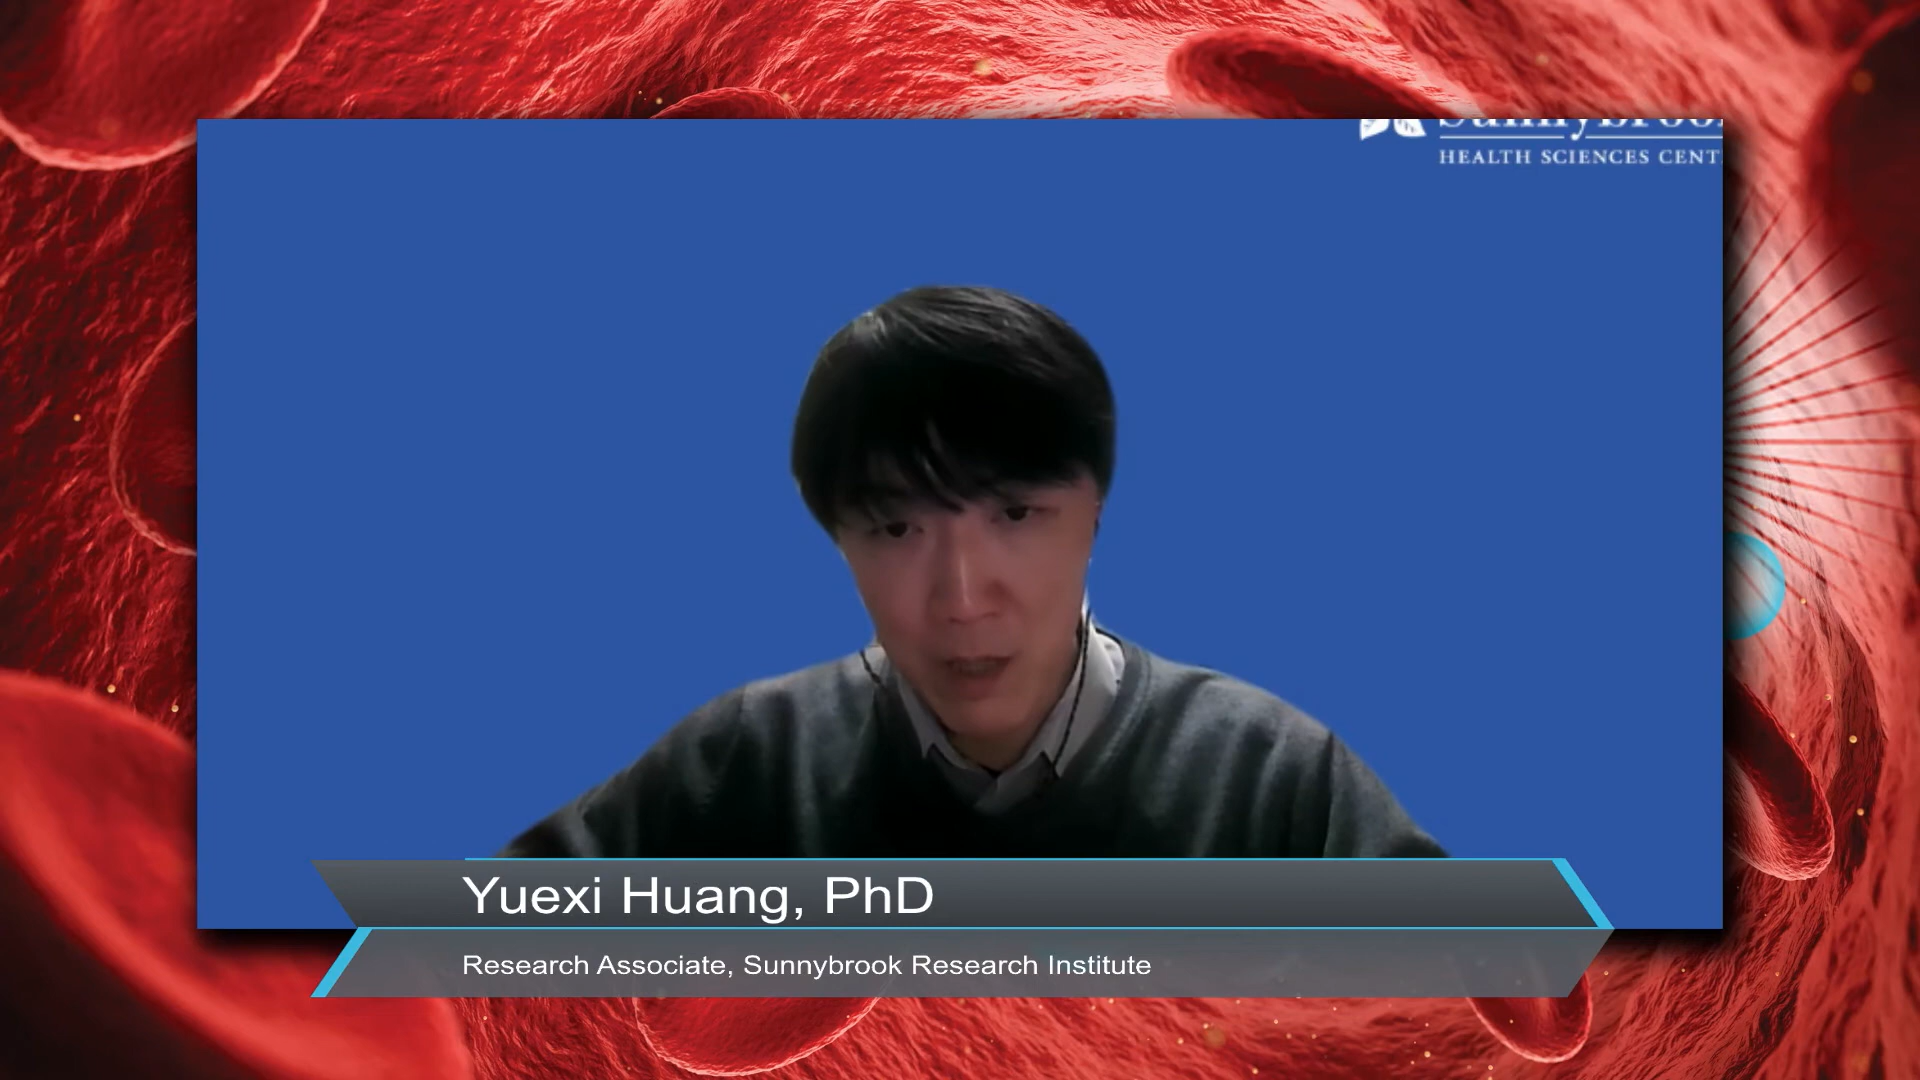 HEALTH SCIENCES CENT
Yuexi Huang, PhD
Research Associate, Sunnybrook Research Institute